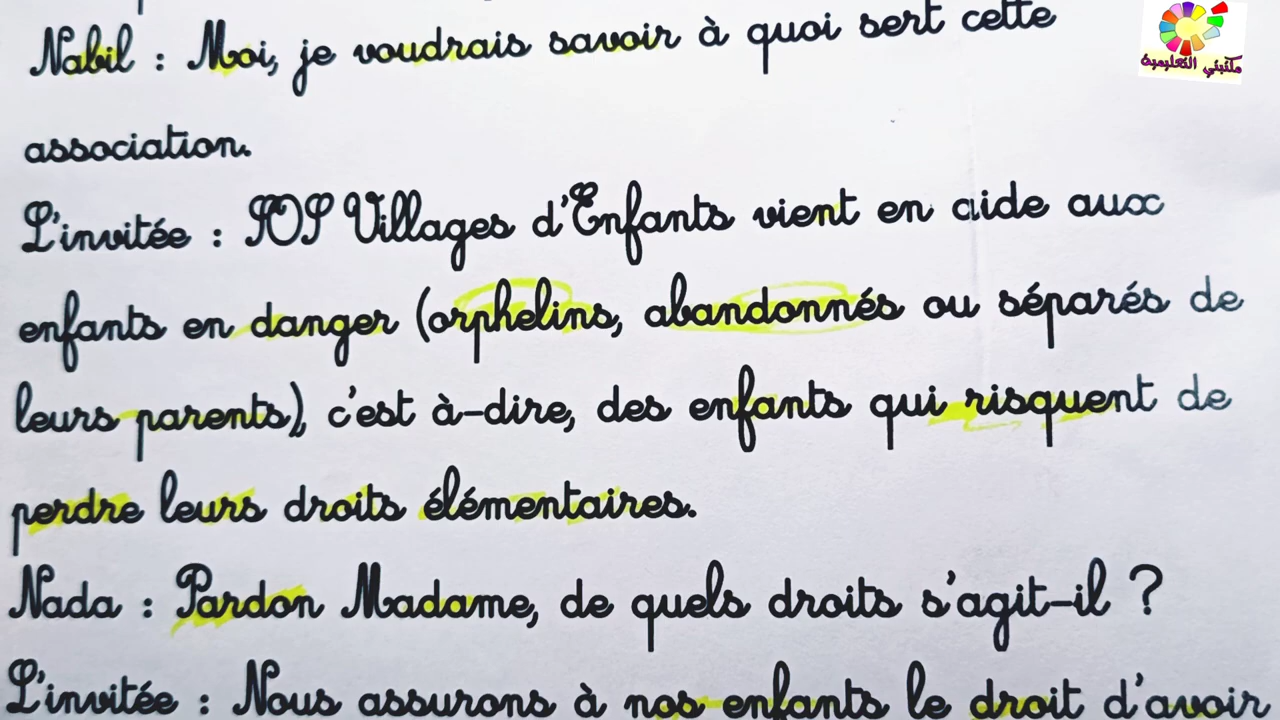 Nabil : Moi, je voudrais savoir à quoi sert cette
association.
L'invitée : SOS Villages d'Enfants vient en aide aux
enfants en danger (orphelins, abandonnés ou séparés de
leurs parents), c'est à-dire, des enfants qui risquent de
perdre leurs droits élémentaires.
Nada : Pardon Madame, de quels droits s'agit-il ?
L'invitée : Nous assurons à nos enfants le droit d'avoir
مكتبتي التعليمية